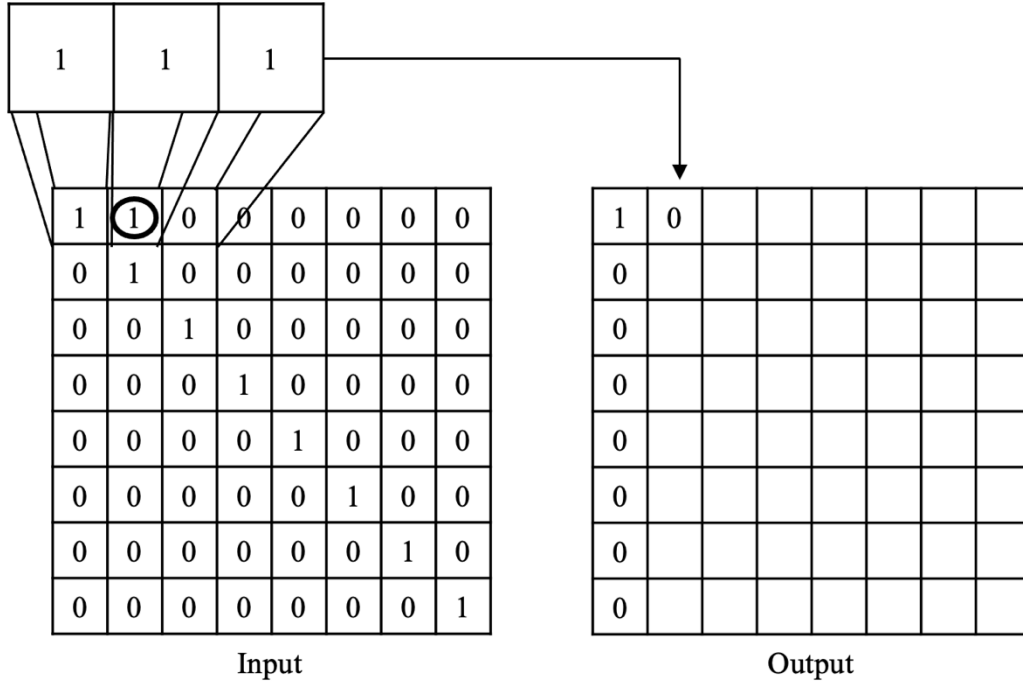 1 1 1
1 1 0 0 0 0 0 0 1 0
0 1 0 0 0 0 0 0 0
0 0 1 0 0 0 0 0 0
0 0 0 1 0 0 0 0 0
0 0 0 0 1 0 0 0 0
0 0 0 0 0 1 0 0 0
0 0 0 0 0 0 1 0 0
0 0 0 0 0 0 0 1 0
Input Output